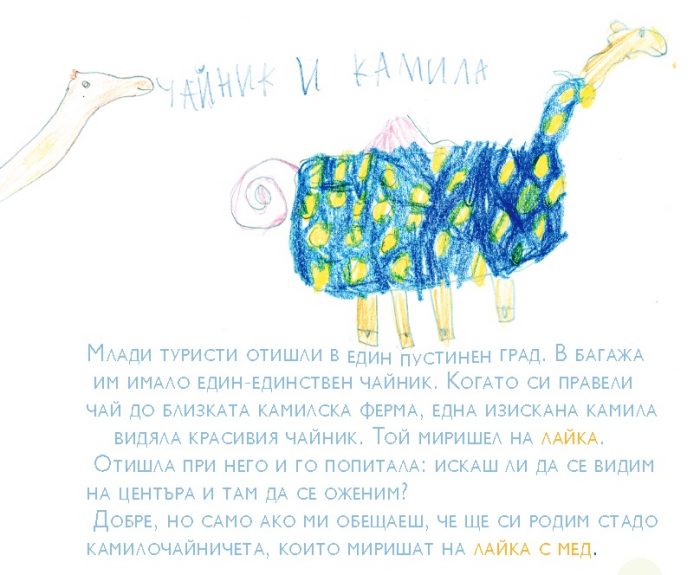 ЧАЙНИК И КАМИЛА
Млади туристи отишли в един пустинен град. В багажа
им имало един-единствен чайник. Когато си правели
чай до близката камилска ферма, една изискана камила
видяла красивия чайник. Той миришел на лайка.
Отишла при него и го попитала: искаш ли да се видим
на центъра и там да се оженим?
Добре, но само ако ми обещаеш, че ще си родим стадо
камилочайничета, които миришат на лайка с мед.